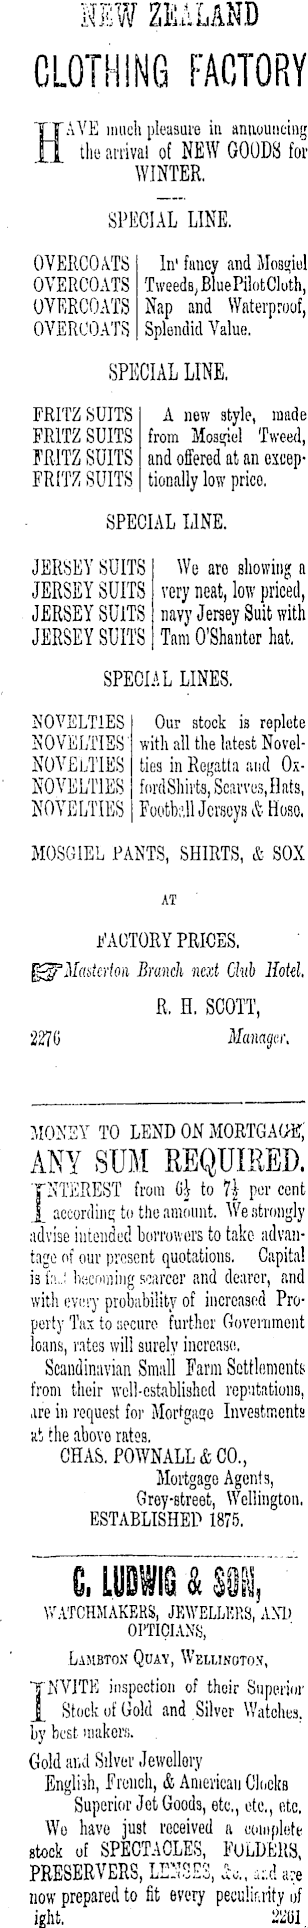 NEW ZEALAND
CLOTHING FACTORY
HAVE much pleasure in announcing
the arrival of NEW GOODS for
WINTER.
SPECIAL LINE.
OVERCOATS | In fancy and Mosgiel
OVERCOATS | Tweeds, Blue Pilot Cloth,
OVERCOATS | Nap and Waterproof,
OVERCOATS | Splendid Value.
SPECIAL LINE.
FRITZ SUITS | A new style, made
FRITZ SUITS | from Mosgiel Tweed,
FRITZ SUITS | and offered at an excep-
FRITZ SUITS | tionally low price.
SPECIAL LINE.
JERSEY SUITS | We are showing a
JERSEY SUITS | very neat, low priced,
JERSEY SUITS | navy Jersey Suit with
JERSEY SUITS | Tam O'Shanter hat.
SPECIAL LINES.
NOVELTIES | Our stock is replete
NOVELTIES | with all the latest Novel-
NOVELTIES | ties in Regatta and Ox-
NOVELTIES | ford Shirts, Scarves, Hats,
NOVELTIES | Football Jerseys & Hose.
MOSGIEL PANTS, SHIRTS, & SOX
AT
FACTORY PRICES.
☞ Masterton Branch next Club Hotel.
R. H. SCOTT,
2276 Manager.
MONEY TO LEND ON MORTGAGE,
ANY SUM REQUIRED.
INTEREST from 6½ to 7½ per cent
according to the amount. We strongly
advise intended borrowers to take advan-
tage of our present quotations. Capital
is fast becoming scarcer and dearer, and
with every probability of increased Pro-
perty Tax to secure further Government
loans, rates will surely increase.
Scandinavian Small Farm Settlements
from their well-established reputations,
are in request for Mortgage Investments
at the above rates.
CHAS. POWNALL & CO.,
Mortgage Agents,
Grey-street, Wellington.
ESTABLISHED 1875.
C. LUDWIG & SON,
WATCHMAKERS, JEWELLERS, AND
OPTICIANS,
LAMBTON QUAY, WELLINGTON,
INVITE inspection of their Superior
Stock of Gold and Silver Watches,
by best makers.
Gold and Silver Jewellery
English, French, & American Clocks
Superior Jet Goods, etc., etc., etc.
We have just received a complete
stock of SPECTACLES, FOLDERS,
PRESERVERS, LENSES, &c., and are
now prepared to fit every peculiarity of
ight. 2261